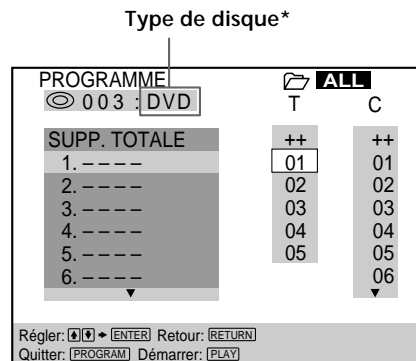 Type de disque*
PROGRAMME ALL
003 : DVD T C
SUPP. TOTALE ++ ++
1. – – – – 01 01
2. – – – – 02 02
3. – – – – 03 03
4. – – – – 04 04
5. – – – – 05 05
6. – – – – 06
Régler: ENTER Retour: RETURN
Quitter: PROGRAM Démarrer: PLAY